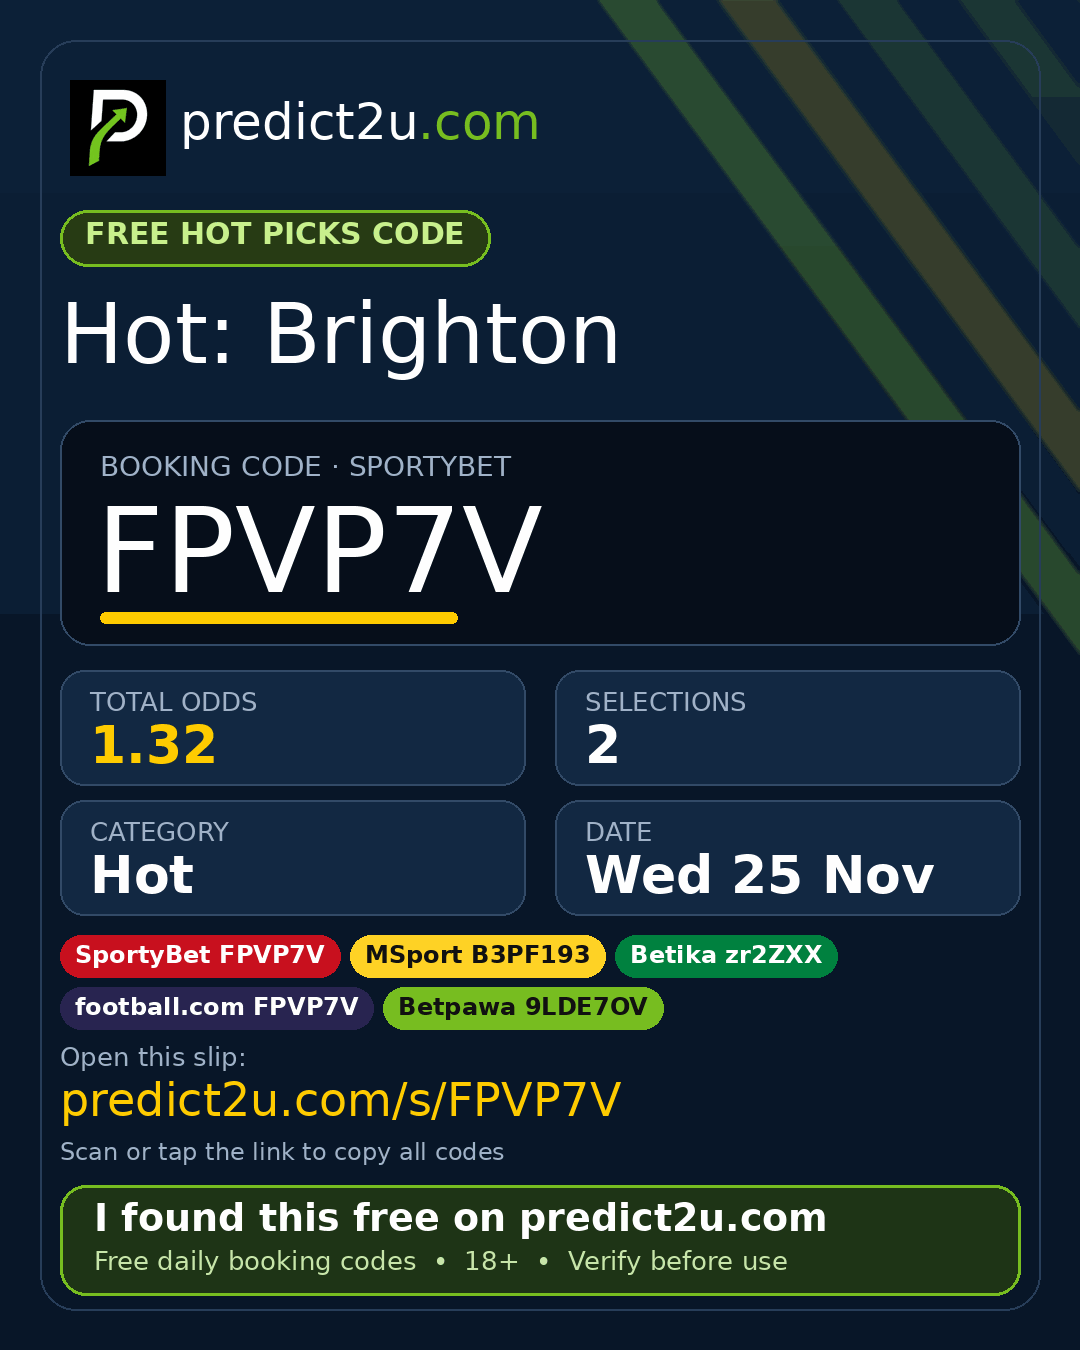 predict2u.com
FREE HOT PICKS CODE
Hot: Brighton
BOOKING CODE · SPORTYBET
FPVP7V
TOTAL ODDS
1.32
SELECTIONS
2
CATEGORY
Hot
DATE
Wed 25 Nov
SportyBet FPVP7V
MSport B3PF193
Betika zr2ZXX
football.com FPVP7V
Betpawa 9LDE7OV
Open this slip:
predict2u.com/s/FPVP7V
Scan or tap the link to copy all codes
I found this free on predict2u.com
Free daily booking codes • 18+ • Verify before use